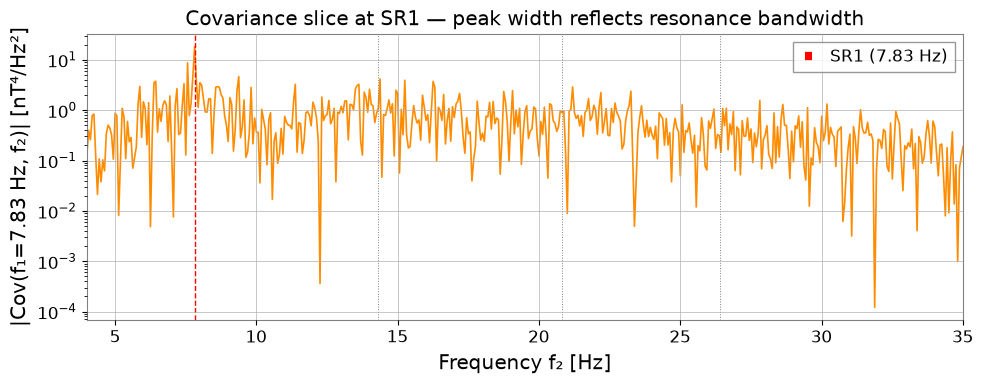 Covariance slice at SR1 — peak width reflects resonance bandwidth
|Cov(f₁=7.83 Hz, f₂)| [nT⁴/Hz²]
10¹
10⁰
10⁻¹
10⁻²
10⁻³
10⁻⁴
SR1 (7.83 Hz)
5 10 15 20 25 30 35
Frequency f₂ [Hz]